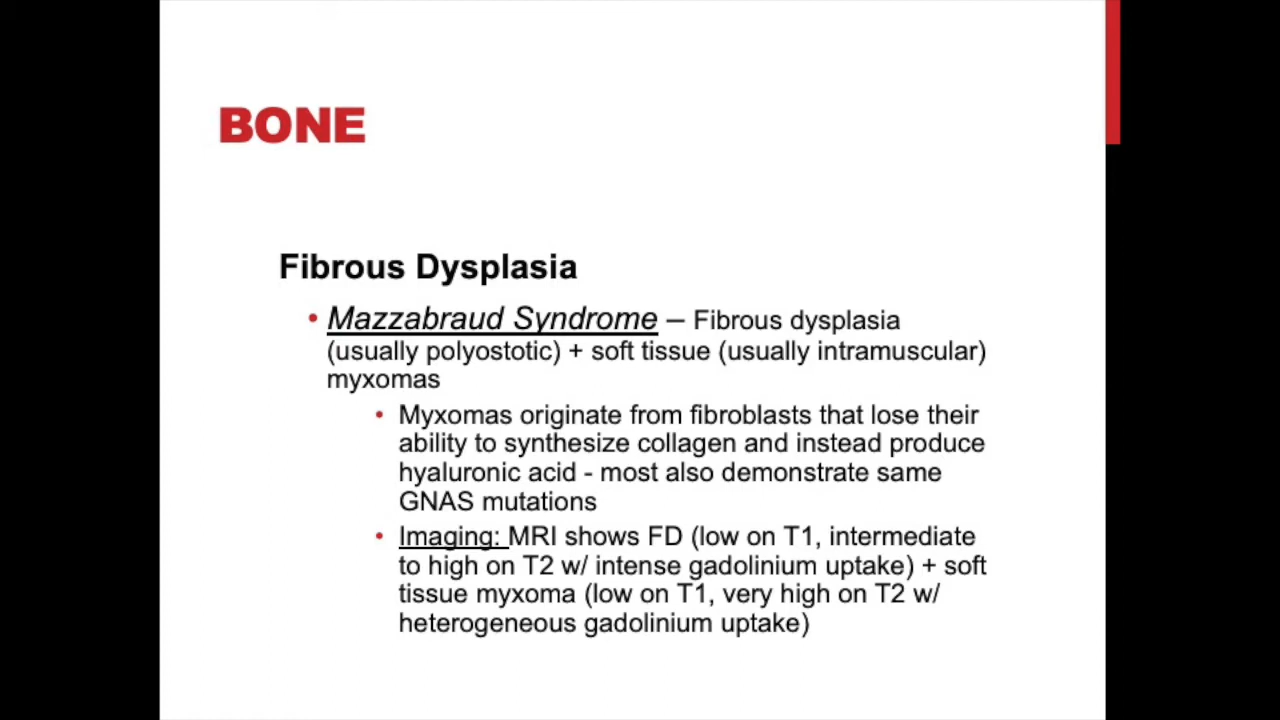 BONE
Fibrous Dysplasia
• Mazzabraud Syndrome – Fibrous dysplasia
(usually polyostotic) + soft tissue (usually intramuscular)
myxomas
• Myxomas originate from fibroblasts that lose their
ability to synthesize collagen and instead produce
hyaluronic acid - most also demonstrate same
GNAS mutations
• Imaging: MRI shows FD (low on T1, intermediate
to high on T2 w/ intense gadolinium uptake) + soft
tissue myxoma (low on T1, very high on T2 w/
heterogeneous gadolinium uptake)